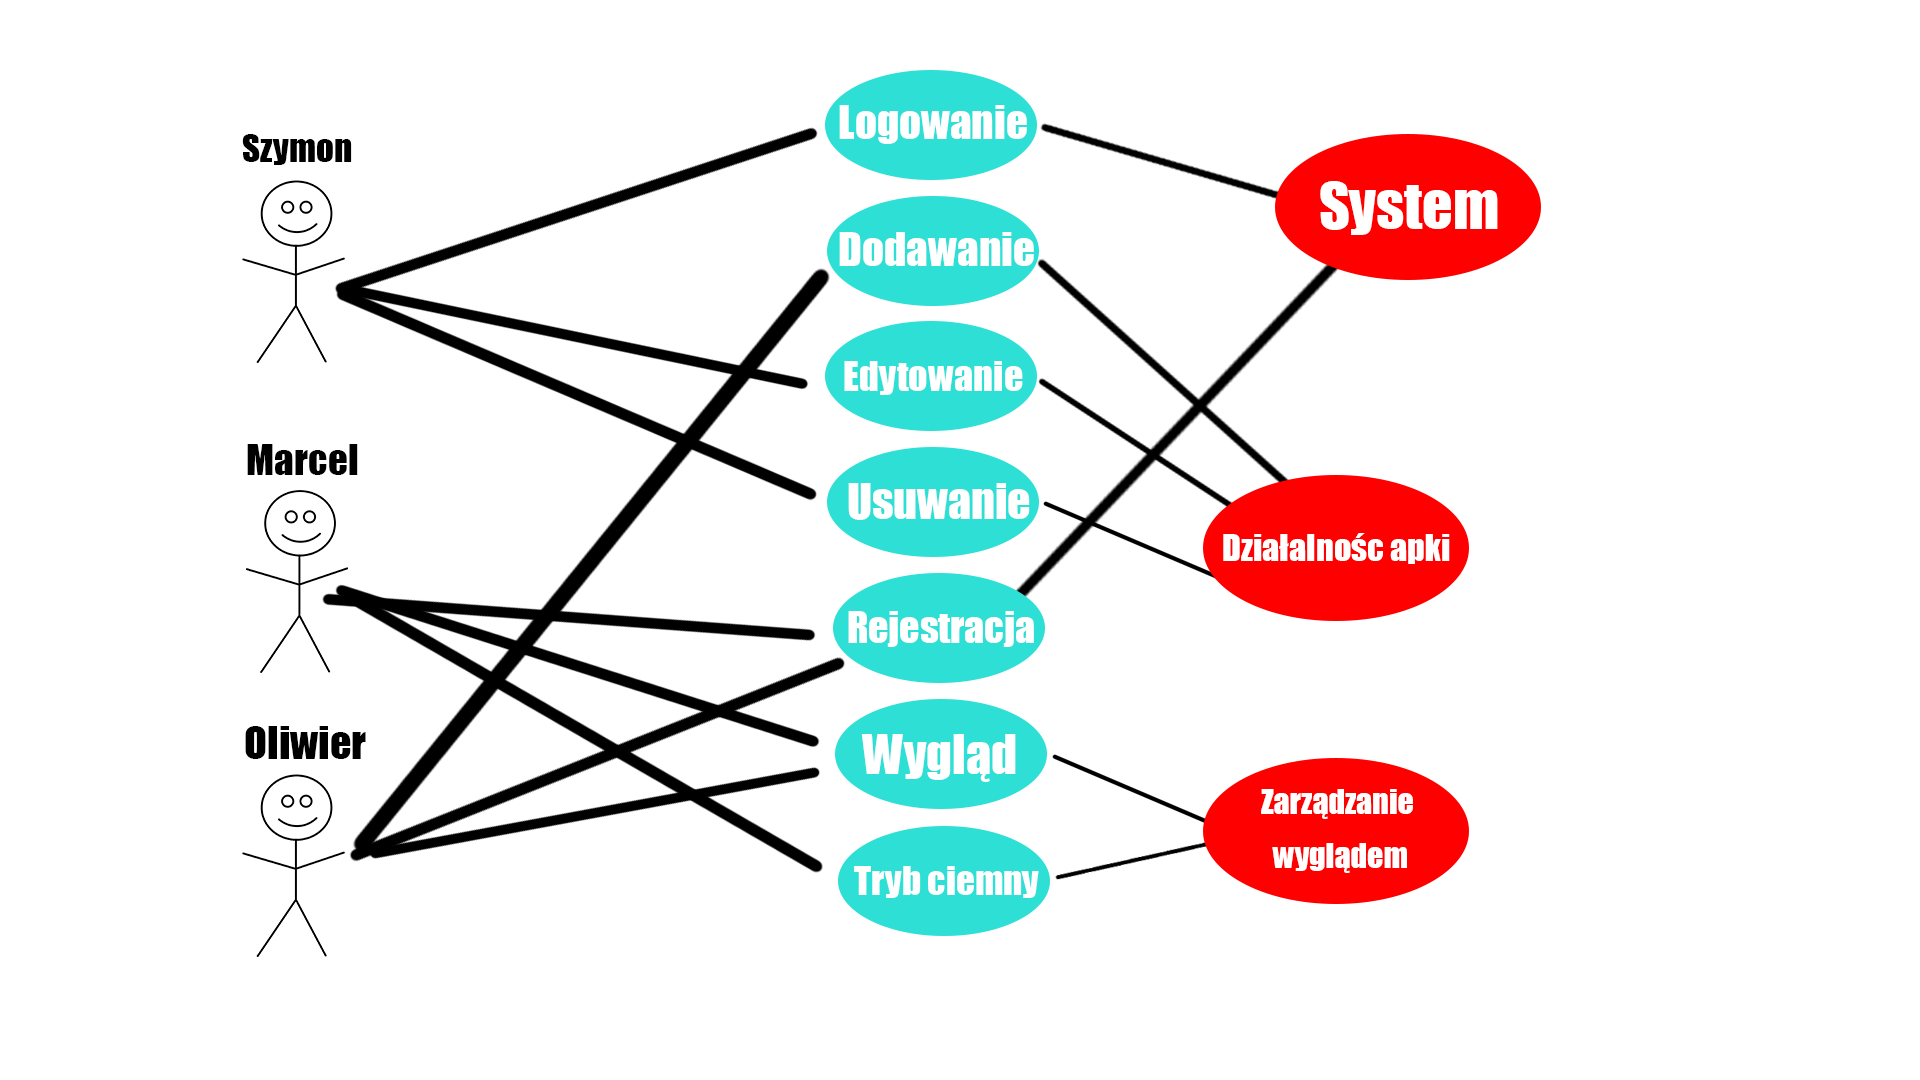 Szymon
Marcel
Oliwier
Logowanie
Dodawanie
Edytowanie
Usuwanie
Rejestracja
Wygląd
Tryb ciemny
System
Działalnośc apki
Zarządzanie
wyglądem